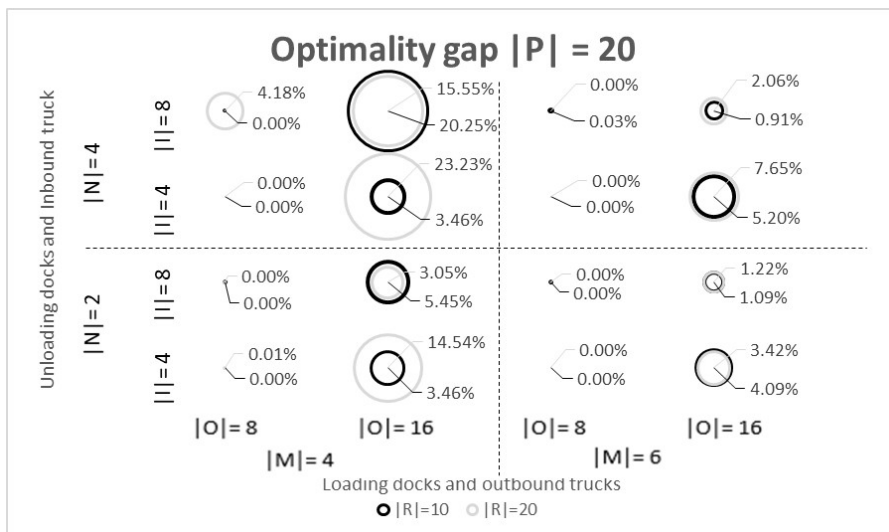 Optimality gap |P| = 20
Unloading docks and Inbound truck
|N|=4
|I|=8
4.18%
0.00%
15.55%
20.25%
0.00%
0.03%
2.06%
0.91%
|I|=4
0.00%
0.00%
23.23%
3.46%
0.00%
0.00%
7.65%
5.20%
|N|=2
|I|=8
0.00%
0.00%
3.05%
5.45%
0.00%
0.00%
1.22%
1.09%
|I|=4
0.01%
0.00%
14.54%
3.46%
0.00%
0.00%
3.42%
4.09%
|O|= 8 |O|= 16 |O|= 8 |O|= 16
|M|= 4 |M|= 6
Loading docks and outbound trucks
|R|=10 |R|=20